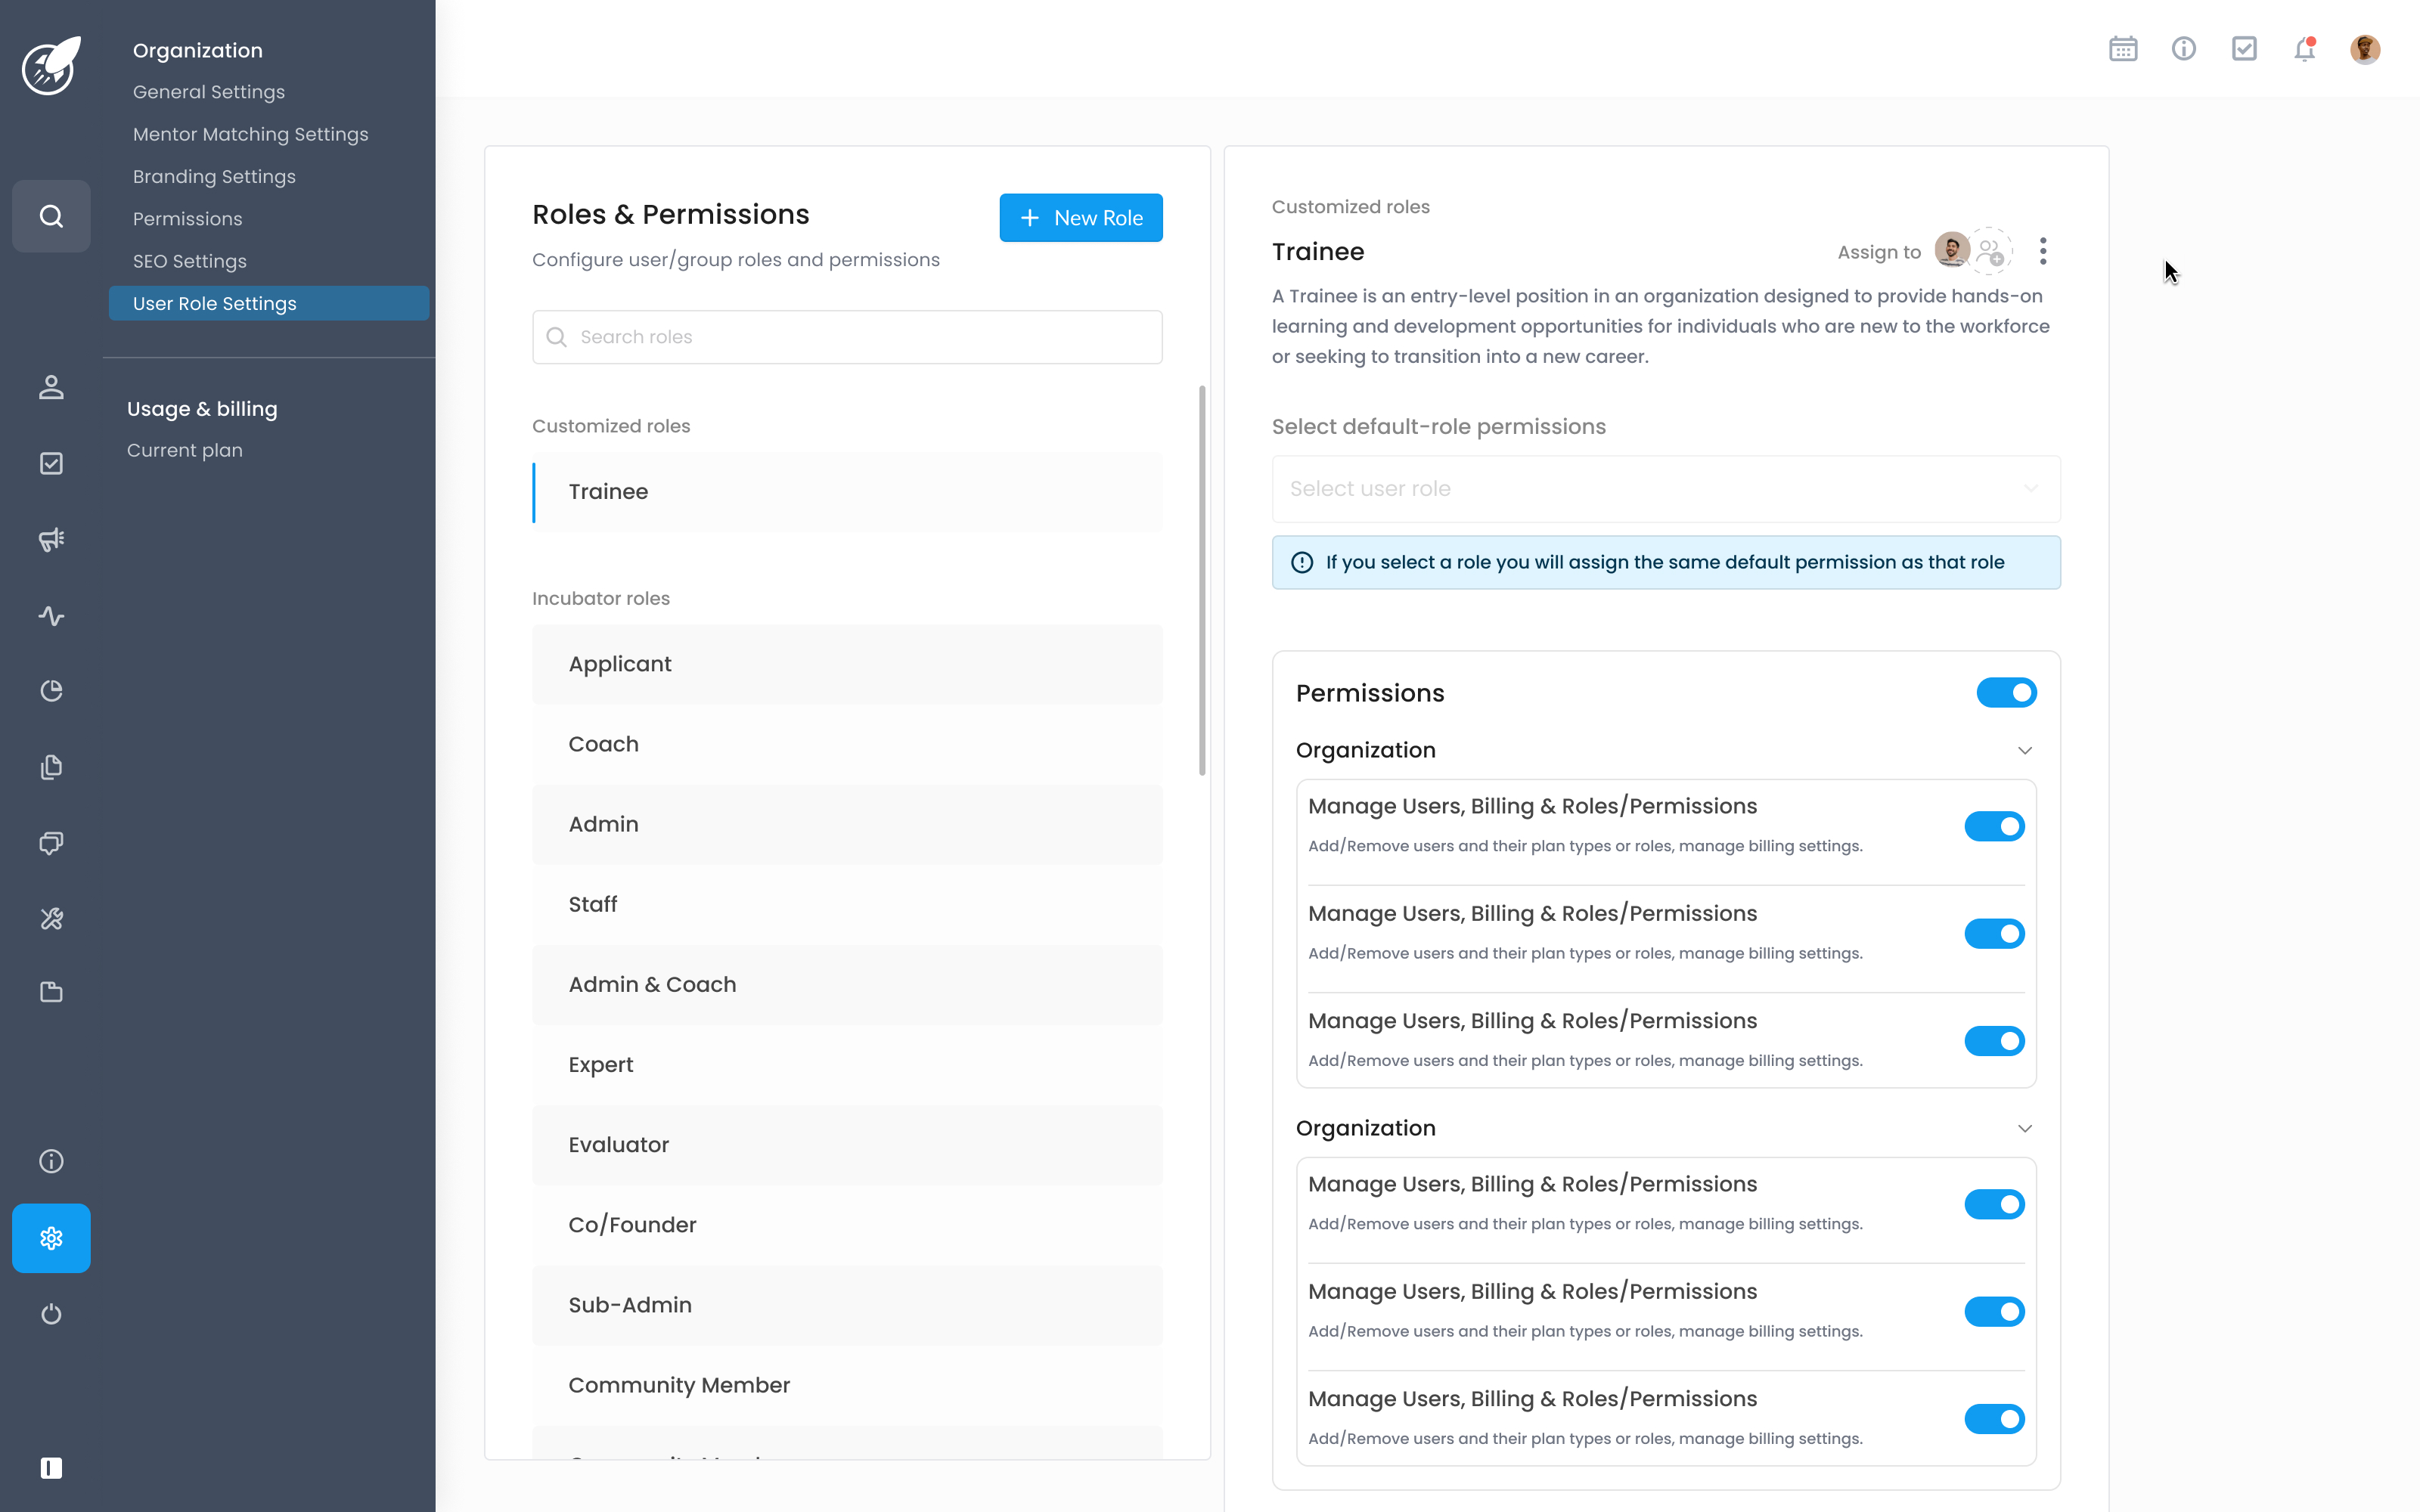 Organization
General Settings
Mentor Matching Settings
Branding Settings
Permissions
SEO Settings
User Role Settings
Usage & billing
Current plan
Roles & Permissions
New Role
Configure user/group roles and permissions
Search roles
Customized roles
Trainee
Incubator roles
Applicant
Coach
Admin
Staff
Admin & Coach
Expert
Evaluator
Co/Founder
Sub-Admin
Community Member
Customized roles
Trainee
Assign to
A Trainee is an entry-level position in an organization designed to provide hands-on
learning and development opportunities for individuals who are new to the workforce
or seeking to transition into a new career.
Select default-role permissions
Select user role
If you select a role you will assign the same default permission as that role
Permissions
Organization
Manage Users, Billing & Roles/Permissions
Add/Remove users and their plan types or roles, manage billing settings.
Manage Users, Billing & Roles/Permissions
Add/Remove users and their plan types or roles, manage billing settings.
Manage Users, Billing & Roles/Permissions
Add/Remove users and their plan types or roles, manage billing settings.
Organization
Manage Users, Billing & Roles/Permissions
Add/Remove users and their plan types or roles, manage billing settings.
Manage Users, Billing & Roles/Permissions
Add/Remove users and their plan types or roles, manage billing settings.
Manage Users, Billing & Roles/Permissions
Add/Remove users and their plan types or roles, manage billing settings.